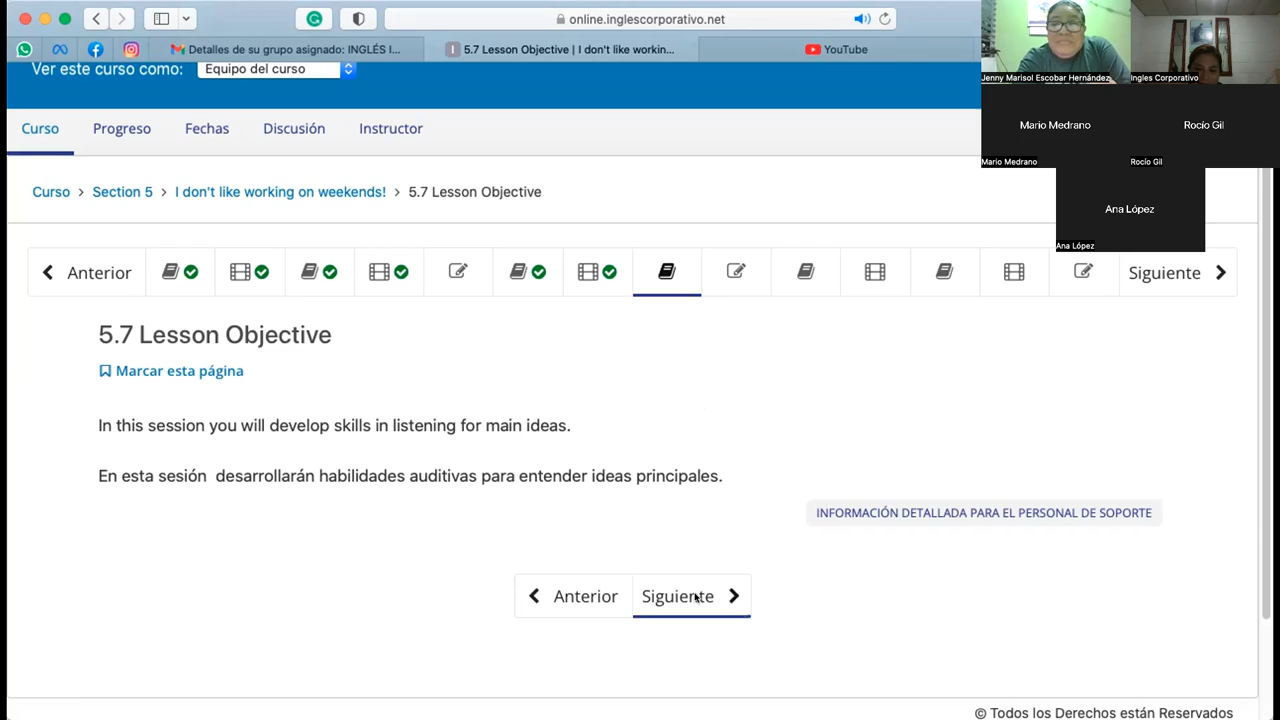 online.inglescorporativo.net
Detalles de su grupo asignado: INGLÉS I...
5.7 Lesson Objective | I don't like workin...
YouTube
Ver este curso como:
Equipo del curso
Jenny Marisol Escobar Hernández
Ingles Corporativo
Mario Medrano
Rocío Gil
Mario Medrano
Rocío Gil
Ana López
Ana López
Curso
Progreso
Fechas
Discusión
Instructor
Curso > Section 5 > I don't like working on weekends! > 5.7 Lesson Objective
Anterior
Siguiente
5.7 Lesson Objective
Marcar esta página
In this session you will develop skills in listening for main ideas.
En esta sesión desarrollarán habilidades auditivas para entender ideas principales.
INFORMACIÓN DETALLADA PARA EL PERSONAL DE SOPORTE
Anterior
Siguiente
© Todos los Derechos están Reservados